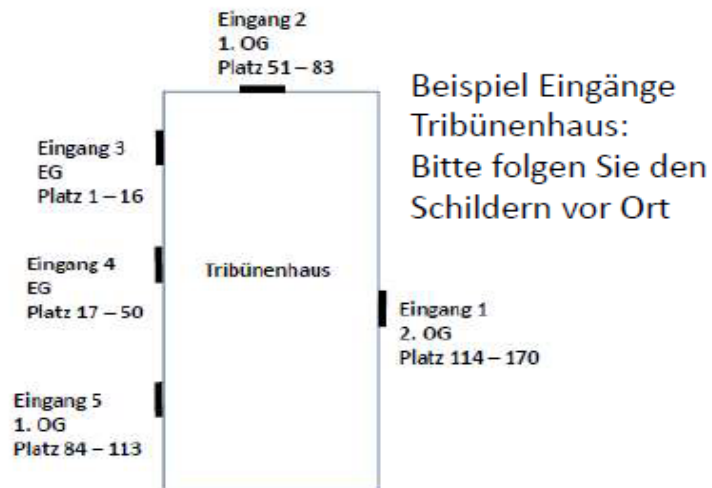 Eingang 2
1. OG
Platz 51 – 83
Beispiel Eingänge
Tribünenhaus:
Bitte folgen Sie den
Schildern vor Ort
Eingang 3
EG
Platz 1 – 16
Eingang 4
EG
Platz 17 – 50
Tribünenhaus
Eingang 1
2. OG
Platz 114 – 170
Eingang 5
1. OG
Platz 84 – 113